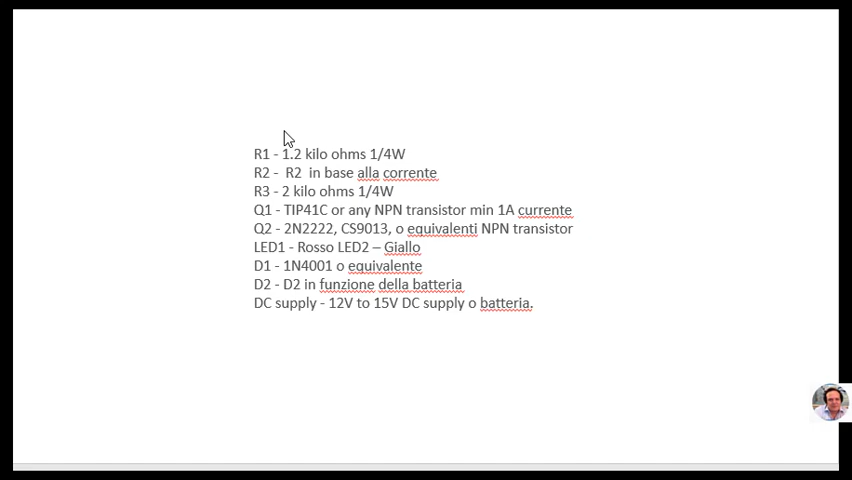 R1 - 1.2 kilo ohms 1/4W
R2 - R2 in base alla corrente
R3 - 2 kilo ohms 1/4W
Q1 - TIP41C or any NPN transistor min 1A currente
Q2 - 2N2222, CS9013, o equivalenti NPN transistor
LED1 - Rosso LED2 – Giallo
D1 - 1N4001 o equivalente
D2 - D2 in funzione della batteria
DC supply - 12V to 15V DC supply o batteria.